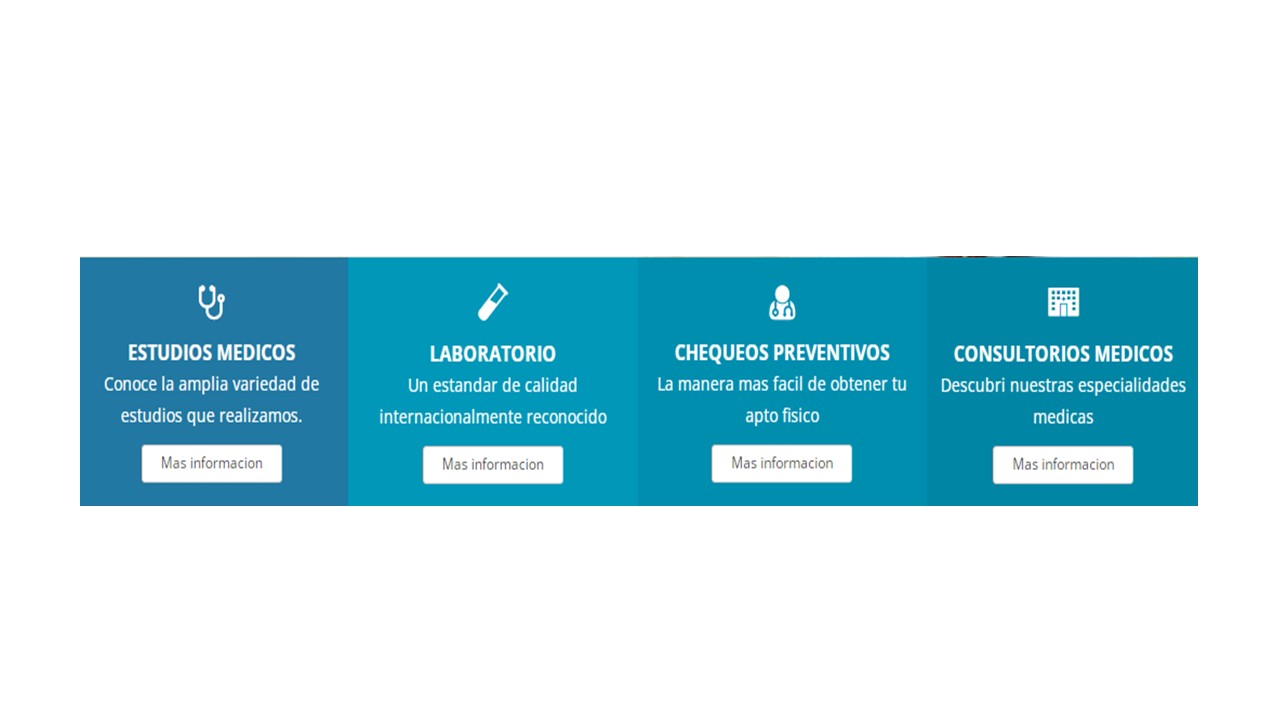 ESTUDIOS MEDICOS
Conoce la amplia variedad de
estudios que realizamos.
Mas informacion
LABORATORIO
Un estandar de calidad
internacionalmente reconocido
Mas informacion
CHEQUEOS PREVENTIVOS
La manera mas facil de obtener tu
apto fisico
Mas informacion
CONSULTORIOS MEDICOS
Descubri nuestras especialidades
medicas
Mas informacion